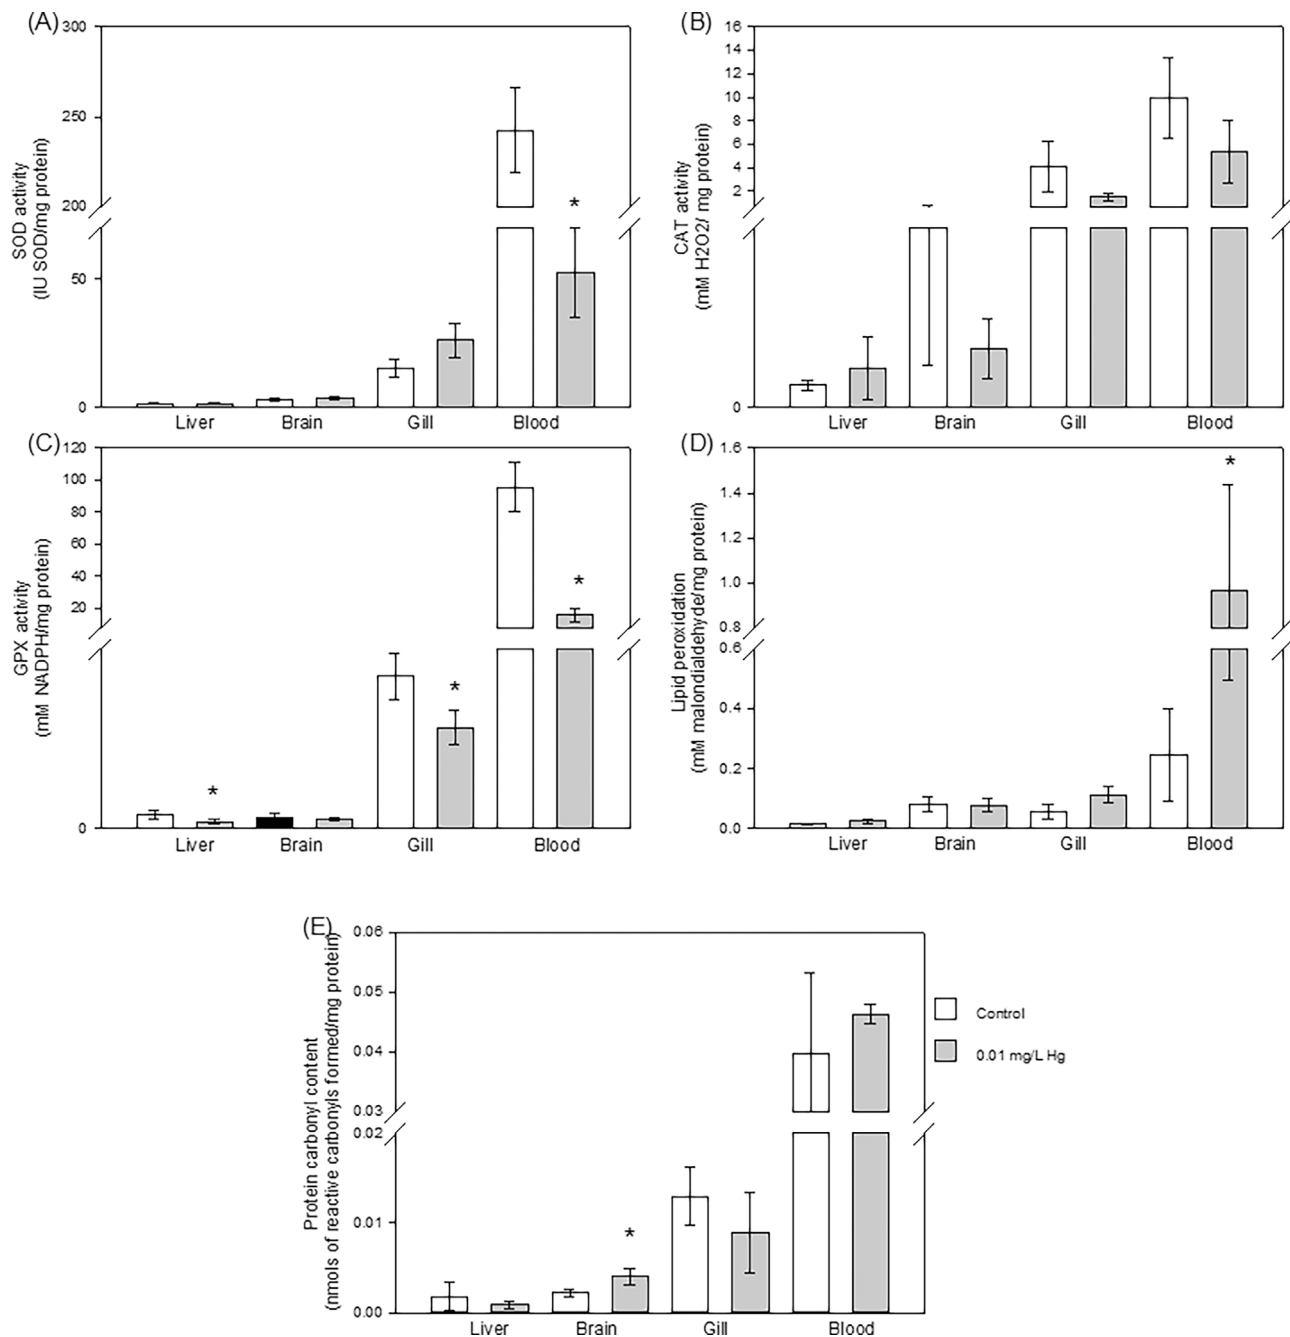 (A)
300
250
200
50
0
SOD activity
(IU SOD/mg protein)
*
Liver Brain Gill Blood
(B)
16
14
12
10
8
6
4
2
0
CAT activity
(mM H2O2/ mg protein)
Liver Brain Gill Blood
(C)
120
100
80
60
40
20
0
GPX activity
(mM NADPH/mg protein)
*
*
*
Liver Brain Gill Blood
(D)
1.6
1.4
1.2
1.0
0.8
0.6
0.4
0.2
0.0
Lipid peroxidation
(mM malondialdehyde/mg protein)
*
Liver Brain Gill Blood
(E)
0.06
0.05
0.04
0.03
0.02
0.01
0.00
Protein carbonyl content
(nmols of reactive carbonyls formed/mg protein)
*
Liver Brain Gill Blood
Control
0.01 mg/L Hg